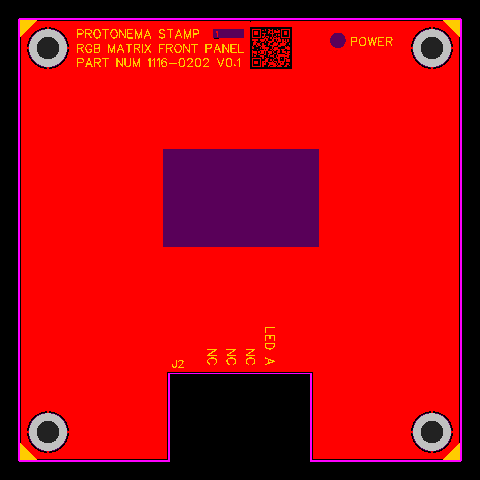 PROTONEMA STAMP
RGB MATRIX FRONT PANEL
PART NUM 1116-0202 V0.1
POWER
J2
NC
NC
NC
LED A